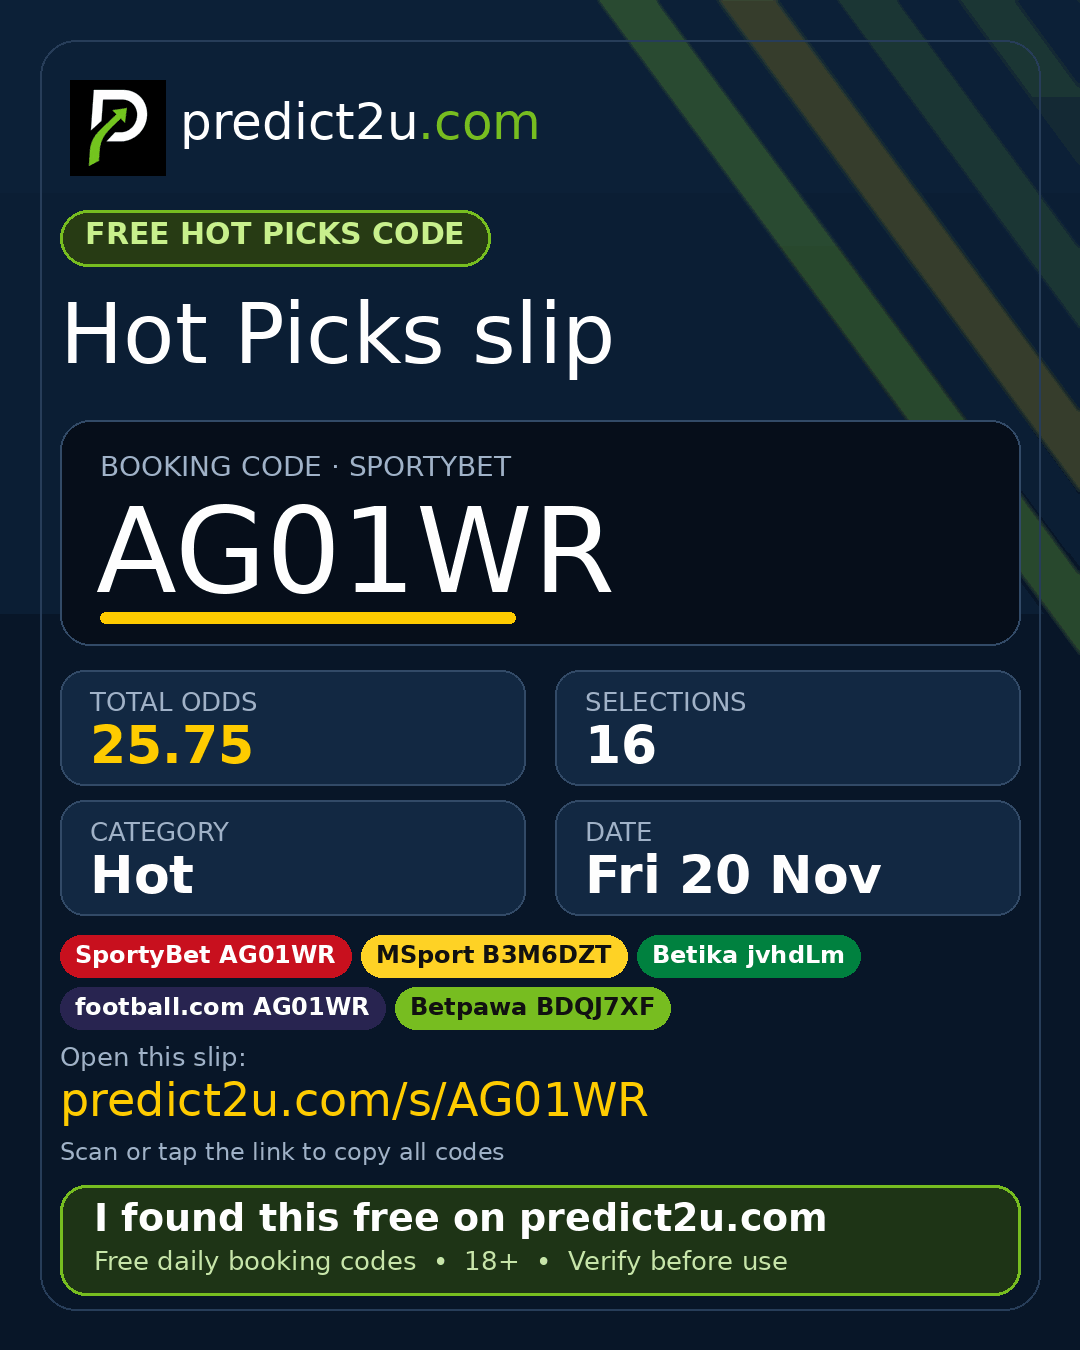 predict2u.com
FREE HOT PICKS CODE
Hot Picks slip
BOOKING CODE · SPORTYBET
AG01WR
TOTAL ODDS
25.75
SELECTIONS
16
CATEGORY
Hot
DATE
Fri 20 Nov
SportyBet AG01WR
MSport B3M6DZT
Betika jvhdLm
football.com AG01WR
Betpawa BDQJ7XF
Open this slip:
predict2u.com/s/AG01WR
Scan or tap the link to copy all codes
I found this free on predict2u.com
Free daily booking codes • 18+ • Verify before use